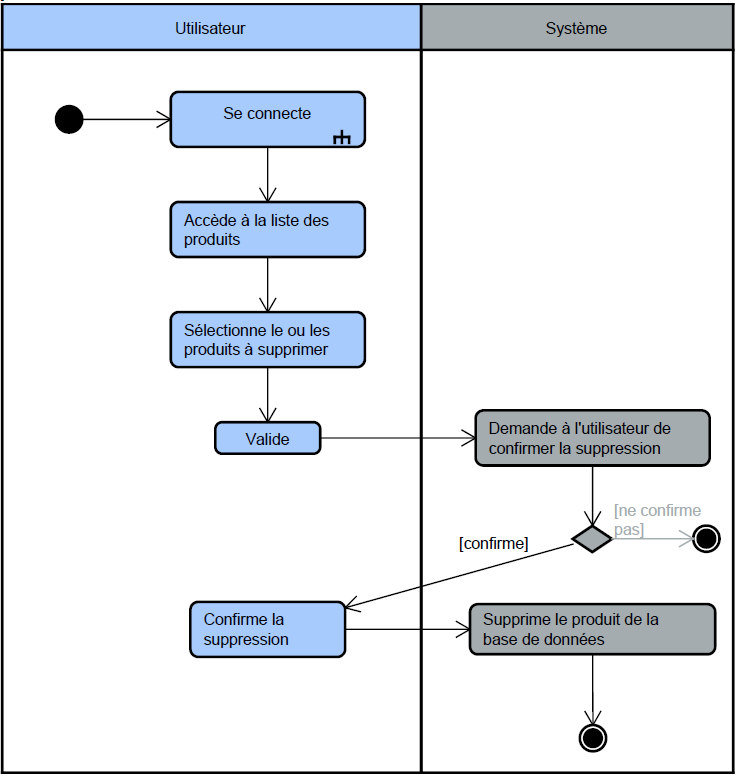 Utilisateur
Système
Se connecte
Accède à la liste des
produits
Sélectionne le ou les
produits à supprimer
Valide
Demande à l'utilisateur de
confirmer la suppression
[ne confirme
pas]
[confirme]
Confirme la
suppression
Supprime le produit de la
base de données